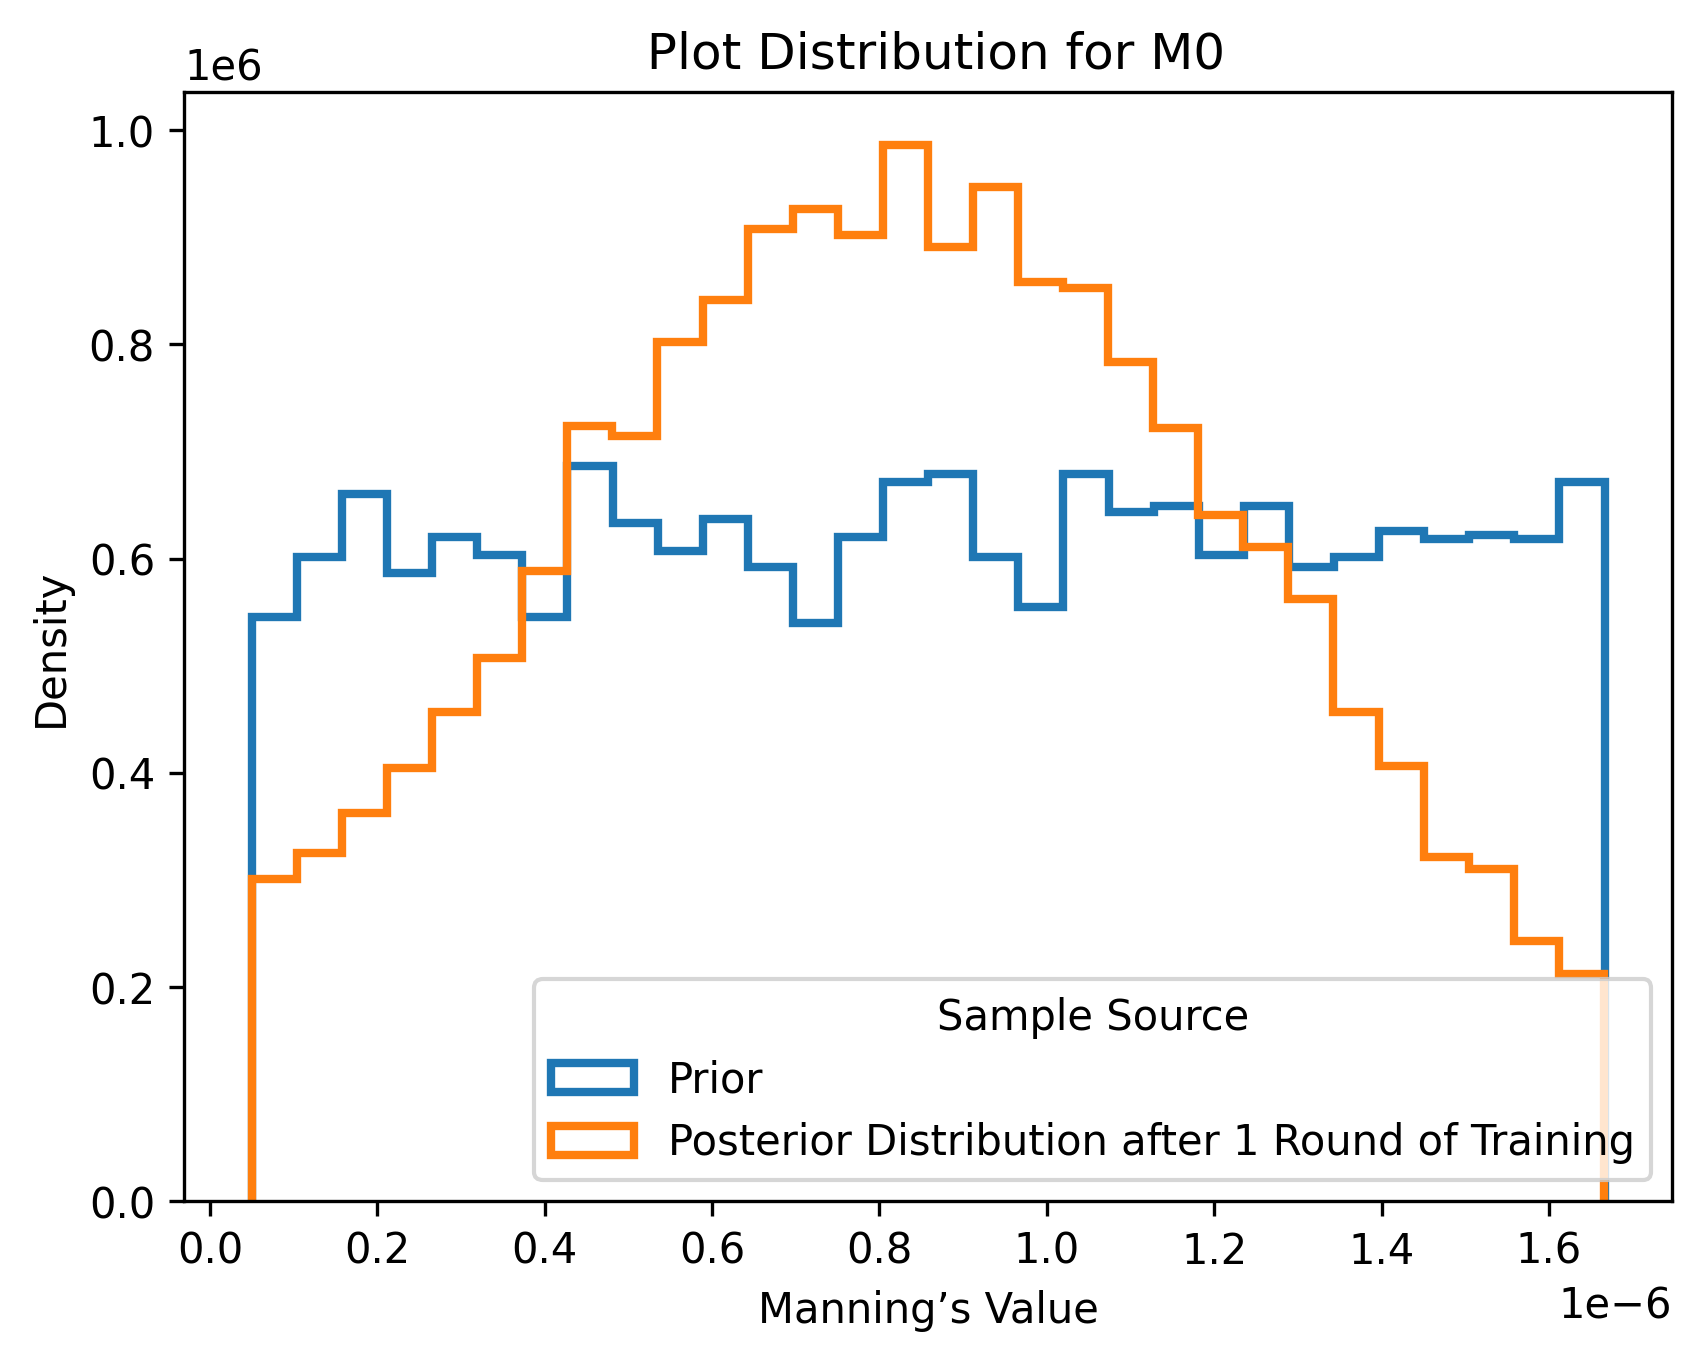 Plot Distribution for M0
1e6
1.0
0.8
0.6
0.4
0.2
0.0
Density
Sample Source
Prior
Posterior Distribution after 1 Round of Training
0.0 0.2 0.4 0.6 0.8 1.0 1.2 1.4 1.6
1e−6
Manning’s Value